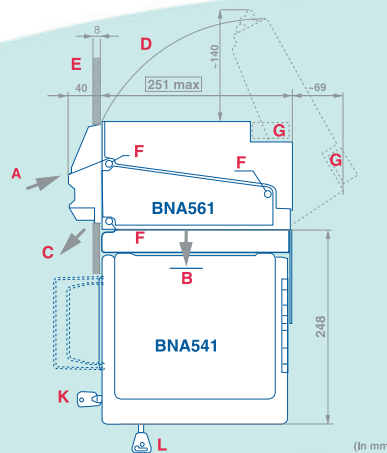 8
D
~140
E
40
251 max
~69
G
A
F
F
G
BNA561
C
F
B
248
BNA541
K
L
(In mm